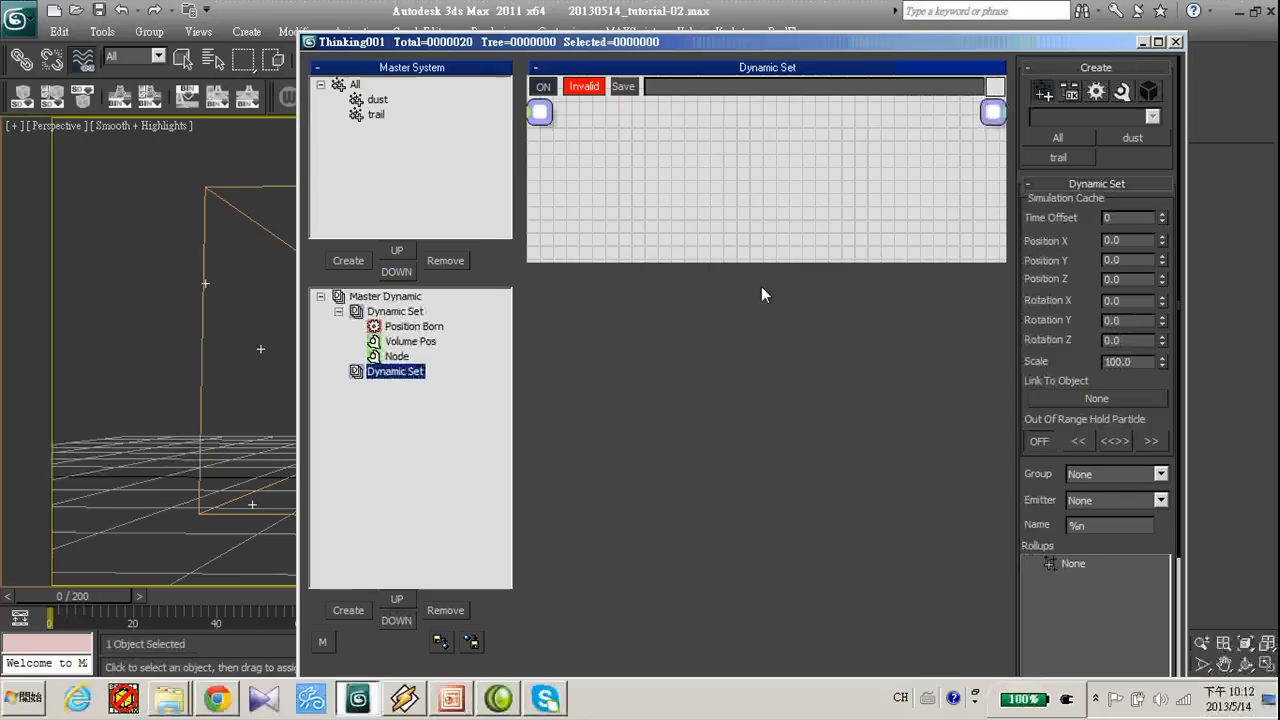 Autodesk 3ds Max 2011 x64 20130514_tutorial-02.max
Type a keyword or phrase
Edit Tools Group Views
Thinking001 Total=0000020 Tree=0000000 Selected=0000000
All
[ + ] [ Perspective ] [ Smooth + Highlights ]
- Master System
All
dust
trail
Create
UP
DOWN
Remove
Master Dynamic
Dynamic Set
Position Born
Volume Pos
Node
Dynamic Set
Create
UP
DOWN
Remove
M
- Dynamic Set
ON
Invalid
Save
- Create
All
dust
trail
- Dynamic Set
Simulation Cache
Time Offset 0
Position X 0.0
Position Y 0.0
Position Z 0.0
Rotation X 0.0
Rotation Y 0.0
Rotation Z 0.0
Scale 100.0
Link To Object
None
Out Of Range Hold Particle
OFF << <<>> >>
Group None
Emitter None
Name %n
Rollups
None
< 0 / 200 >
0 20 40
1 Object Selected
Welcome to M
Click to select an object, then drag to assig
開始
CH
100%
下午 10:12
2013/5/14